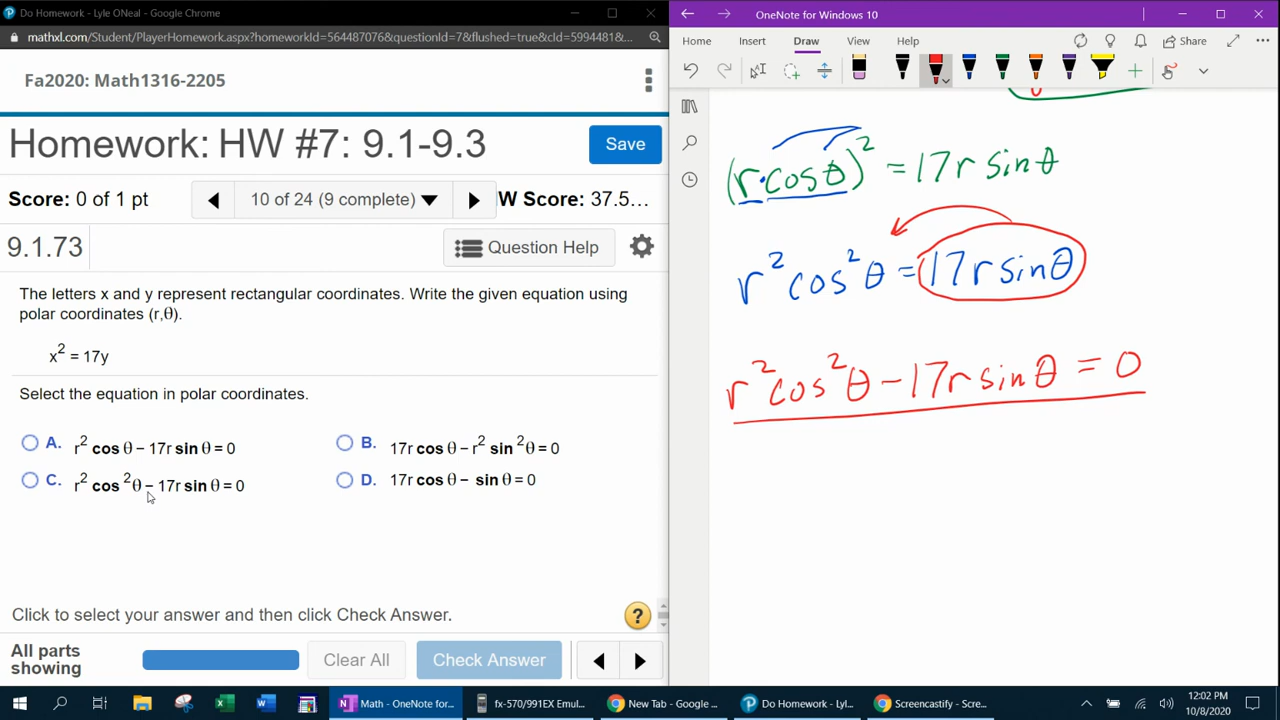 Do Homework - Lyle ONeal - Google Chrome
mathxl.com/Student/PlayerHomework.aspx?homeworkId=564487076&questionId=7&flushed=true&cId=5994481&...
Fa2020: Math1316-2205
Homework: HW #7: 9.1-9.3
Save
Score: 0 of 1 pt
10 of 24 (9 complete)
W Score: 37.5...
9.1.73
Question Help
The letters x and y represent rectangular coordinates. Write the given equation using
polar coordinates (r,θ).
x² = 17y
Select the equation in polar coordinates.
A. r² cos θ − 17r sin θ = 0
B. 17r cos θ − r² sin ²θ = 0
C. r² cos ²θ − 17r sin θ = 0
D. 17r cos θ − sin θ = 0
Click to select your answer and then click Check Answer.
?
All parts
showing
Clear All
Check Answer
OneNote for Windows 10
Home Insert Draw View Help
Share
(r·cosθ)² = 17r sinθ
r²cos²θ = 17r sinθ
r²cos²θ − 17r sinθ = 0
Math - OneNote for...
fx-570/991EX Emul...
New Tab - Google ...
Do Homework - Lyl...
Screencastify - Scre...
12:02 PM
10/8/2020